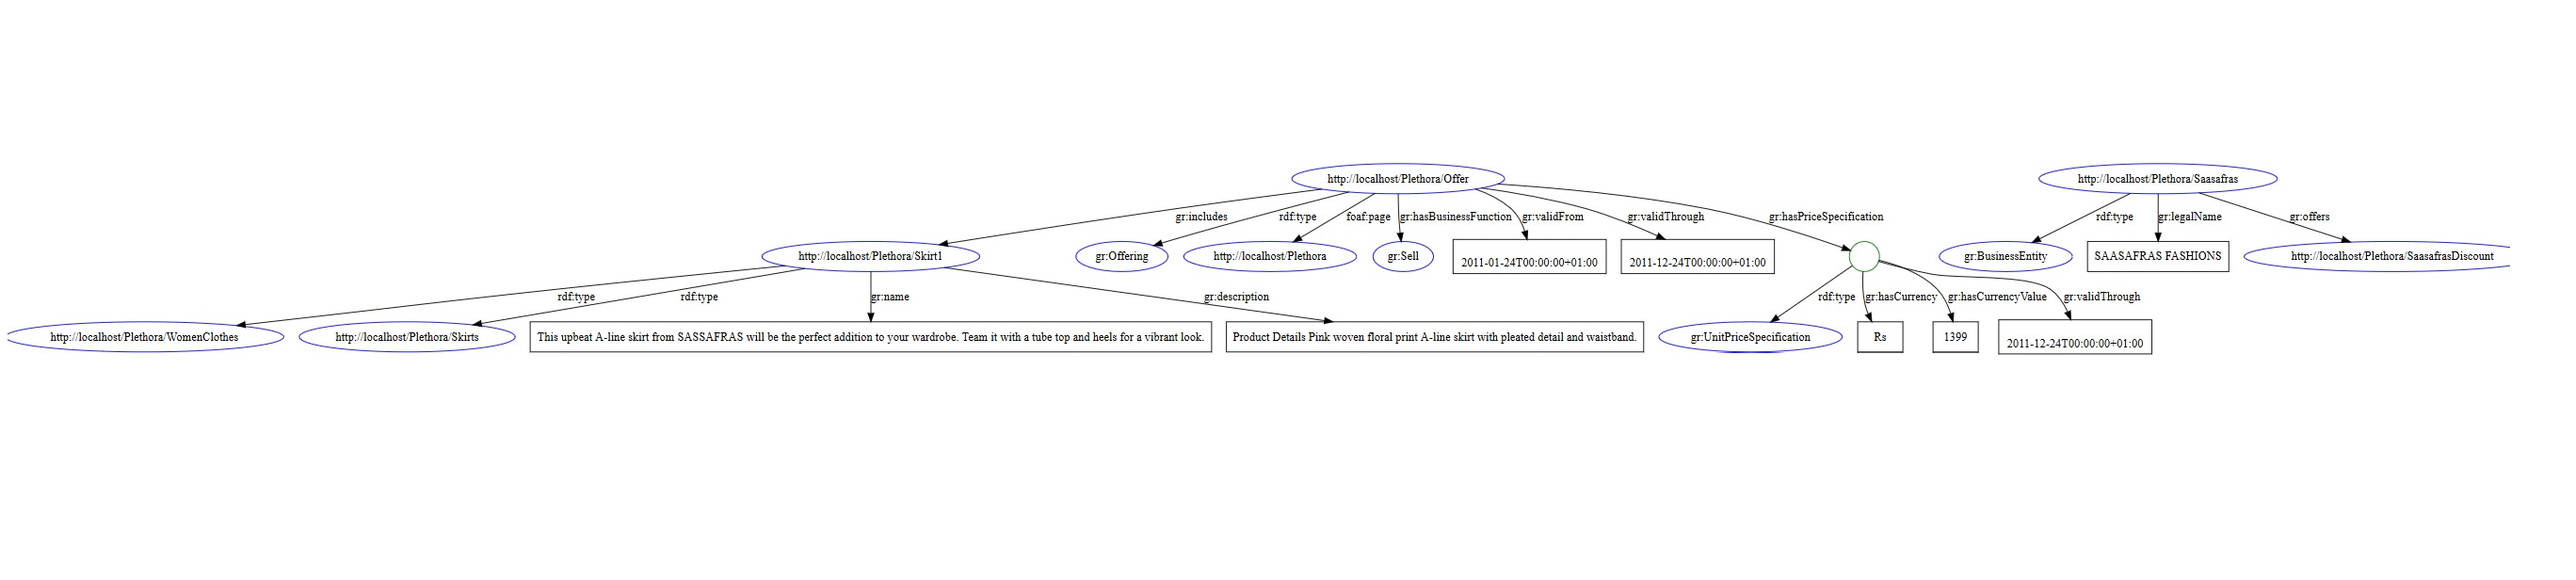 http://localhost/Plethora/Offer
http://localhost/Plethora/Saasafras
gr:includes
rdf:type
foaf:page
gr:hasBusinessFunction
gr:validFrom
gr:validThrough
gr:hasPriceSpecification
rdf:type
gr:legalName
gr:offers
http://localhost/Plethora/Skirt1
gr:Offering
http://localhost/Plethora
gr:Sell
2011-01-24T00:00:00+01:00
2011-12-24T00:00:00+01:00
gr:BusinessEntity
SAASAFRAS FASHIONS
http://localhost/Plethora/SaasafrasDiscount
rdf:type
rdf:type
gr:name
gr:description
rdf:type
gr:hasCurrency
gr:hasCurrencyValue
gr:validThrough
http://localhost/Plethora/WomenClothes
http://localhost/Plethora/Skirts
This upbeat A-line skirt from SASSAFRAS will be the perfect addition to your wardrobe. Team it with a tube top and heels for a vibrant look.
Product Details Pink woven floral print A-line skirt with pleated detail and waistband.
gr:UnitPriceSpecification
Rs
1399
2011-12-24T00:00:00+01:00